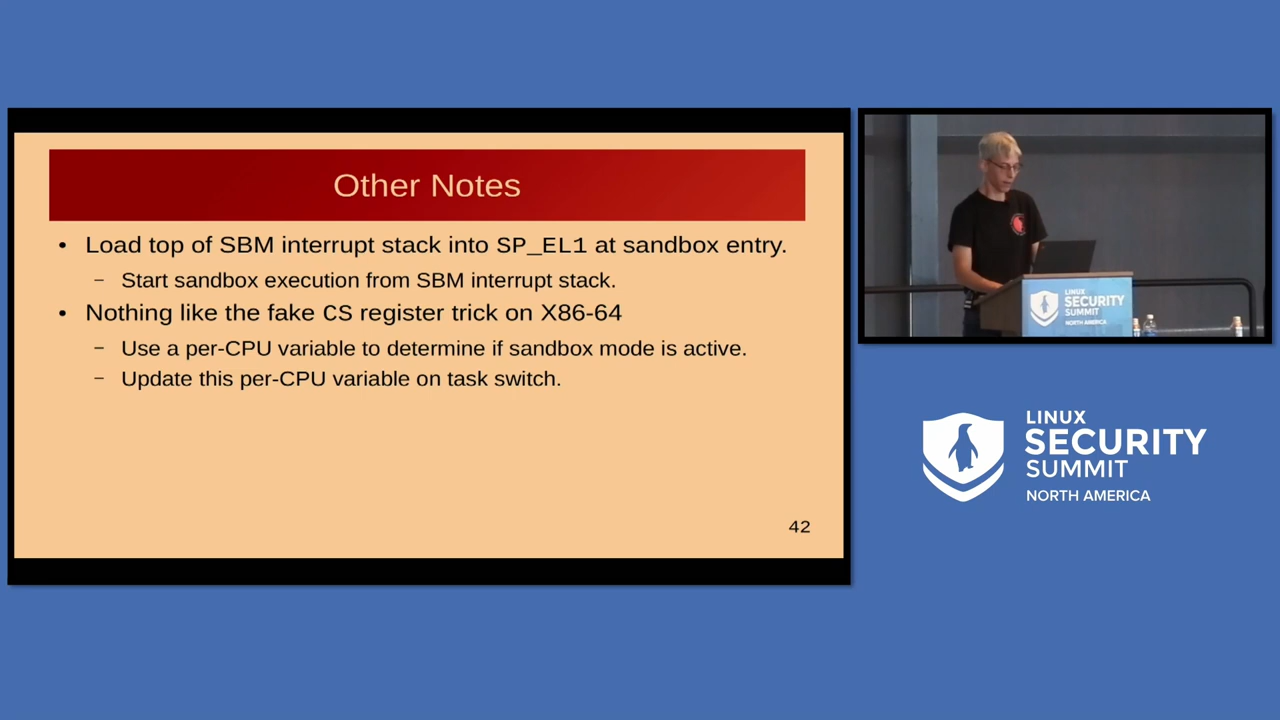 Other Notes
• Load top of SBM interrupt stack into SP_EL1 at sandbox entry.
– Start sandbox execution from SBM interrupt stack.
• Nothing like the fake CS register trick on X86-64
– Use a per-CPU variable to determine if sandbox mode is active.
– Update this per-CPU variable on task switch.
42
LINUX
SECURITY
SUMMIT
NORTH AMERICA
LINUX
SECURITY
SUMMIT
NORTH AMERICA